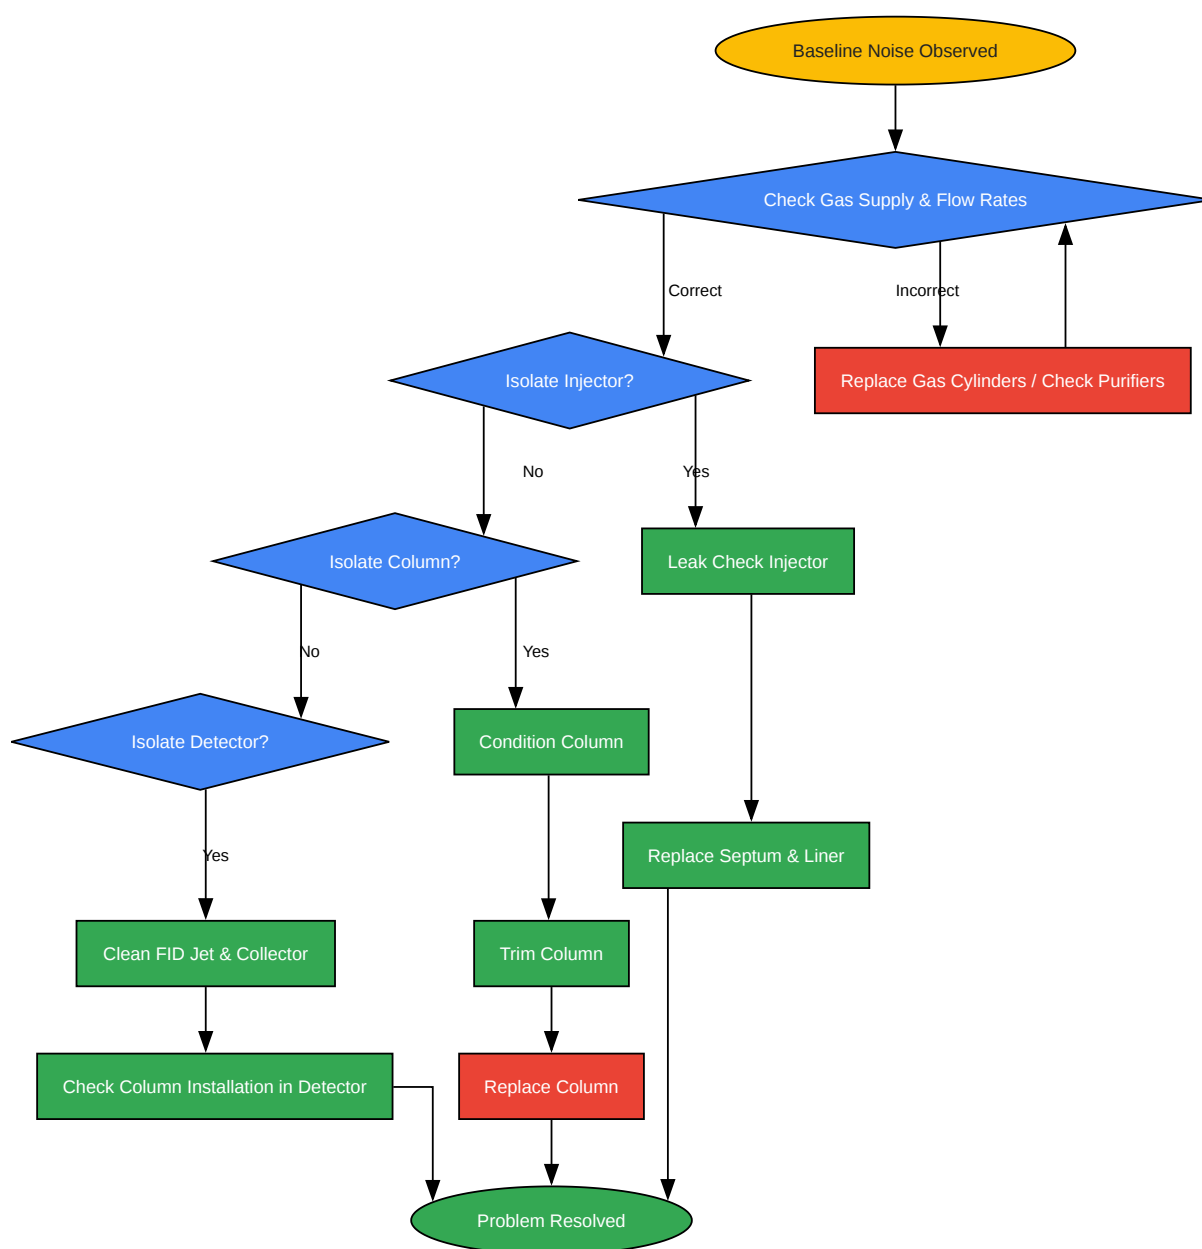 Baseline Noise Observed
Check Gas Supply & Flow Rates
Correct
Incorrect
Isolate Injector?
Replace Gas Cylinders / Check Purifiers
No
Yes
Isolate Column?
Leak Check Injector
No
Yes
Isolate Detector?
Condition Column
Yes
Replace Septum & Liner
Clean FID Jet & Collector
Trim Column
Check Column Installation in Detector
Replace Column
Problem Resolved